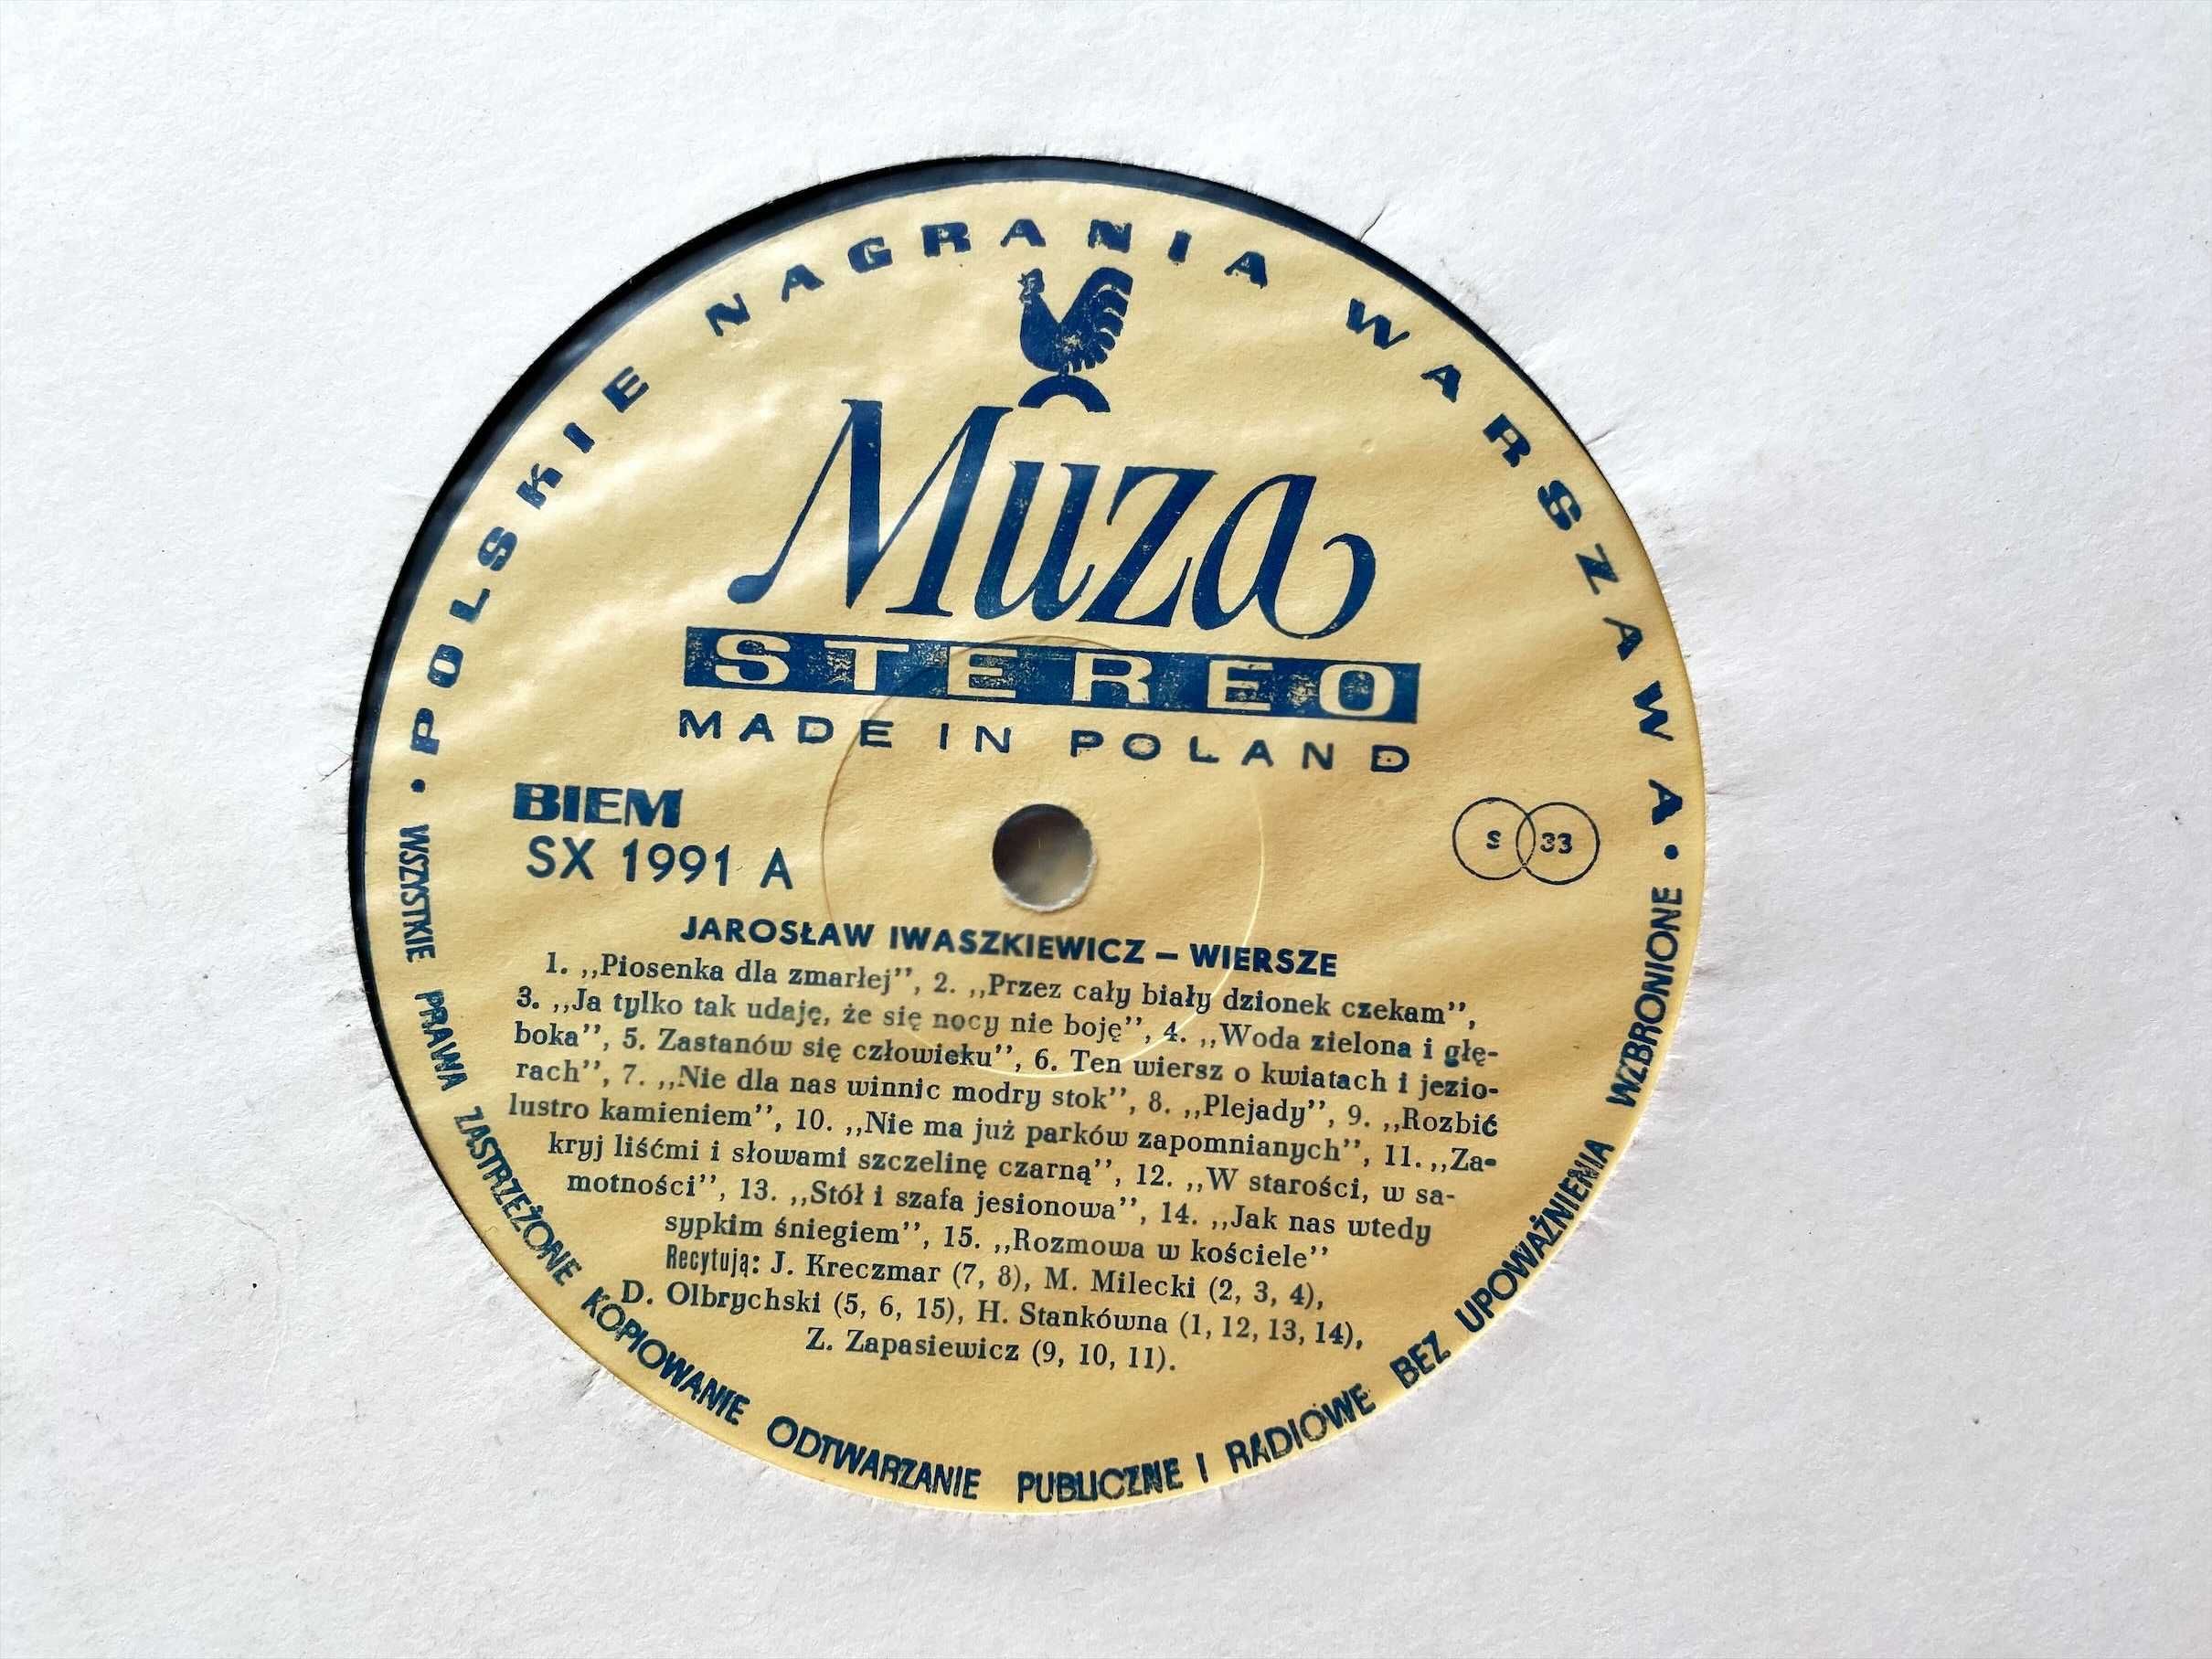 POLSKIE NAGRANIA WARSZAWA
Muza
STEREO
MADE IN POLAND
BIEM
SX 1991 A
S 33
JAROSŁAW IWASZKIEWICZ – WIERSZE
1. ,,Piosenka dla zmarłej”, 2. ,,Przez cały biały dzionek czekam”,
3. ,,Ja tylko tak udaję, że się nocy nie boję”, 4. ,,Woda zielona i głę-
boka”, 5. Zastanów się człowieku”, 6. Ten wiersz o kwiatach i jezio-
rach”, 7. ,,Nie dla nas winnic modry stok”, 8. ,,Plejady”, 9. ,,Rozbić
lustro kamieniem”, 10. ,,Nie ma już parków zapomnianych”, 11. ,,Za-
kryj liśćmi i słowami szczelinę czarną”, 12. ,,W starości, w sa-
motności”, 13. ,,Stół i szafa jesionowa”, 14. ,,Jak nas wtedy
sypkim śniegiem”, 15. ,,Rozmowa w kościele”
Recytują: J. Kreczmar (7, 8), M. Milecki (2, 3, 4),
D. Olbrychski (5, 6, 15), H. Stankówna (1, 12, 13, 14),
Z. Zapasiewicz (9, 10, 11).
• WSZYSTKIE PRAWA ZASTRZEŻONE KOPIOWANIE ODTWARZANIE PUBLICZNE I RADIOWE BEZ UPOWAŻNIENIA WZBRONIONE •